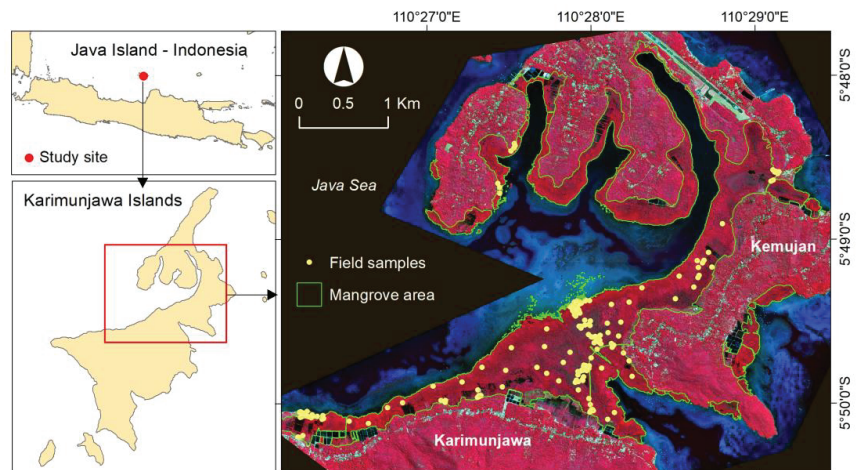 Java Island - Indonesia
Study site
Karimunjawa Islands
110°27'0"E
110°28'0"E
110°29'0"E
0 0.5 1 Km
Java Sea
Field samples
Mangrove area
Kemujan
Karimunjawa
5°48'0"S
5°49'0"S
5°50'0"S